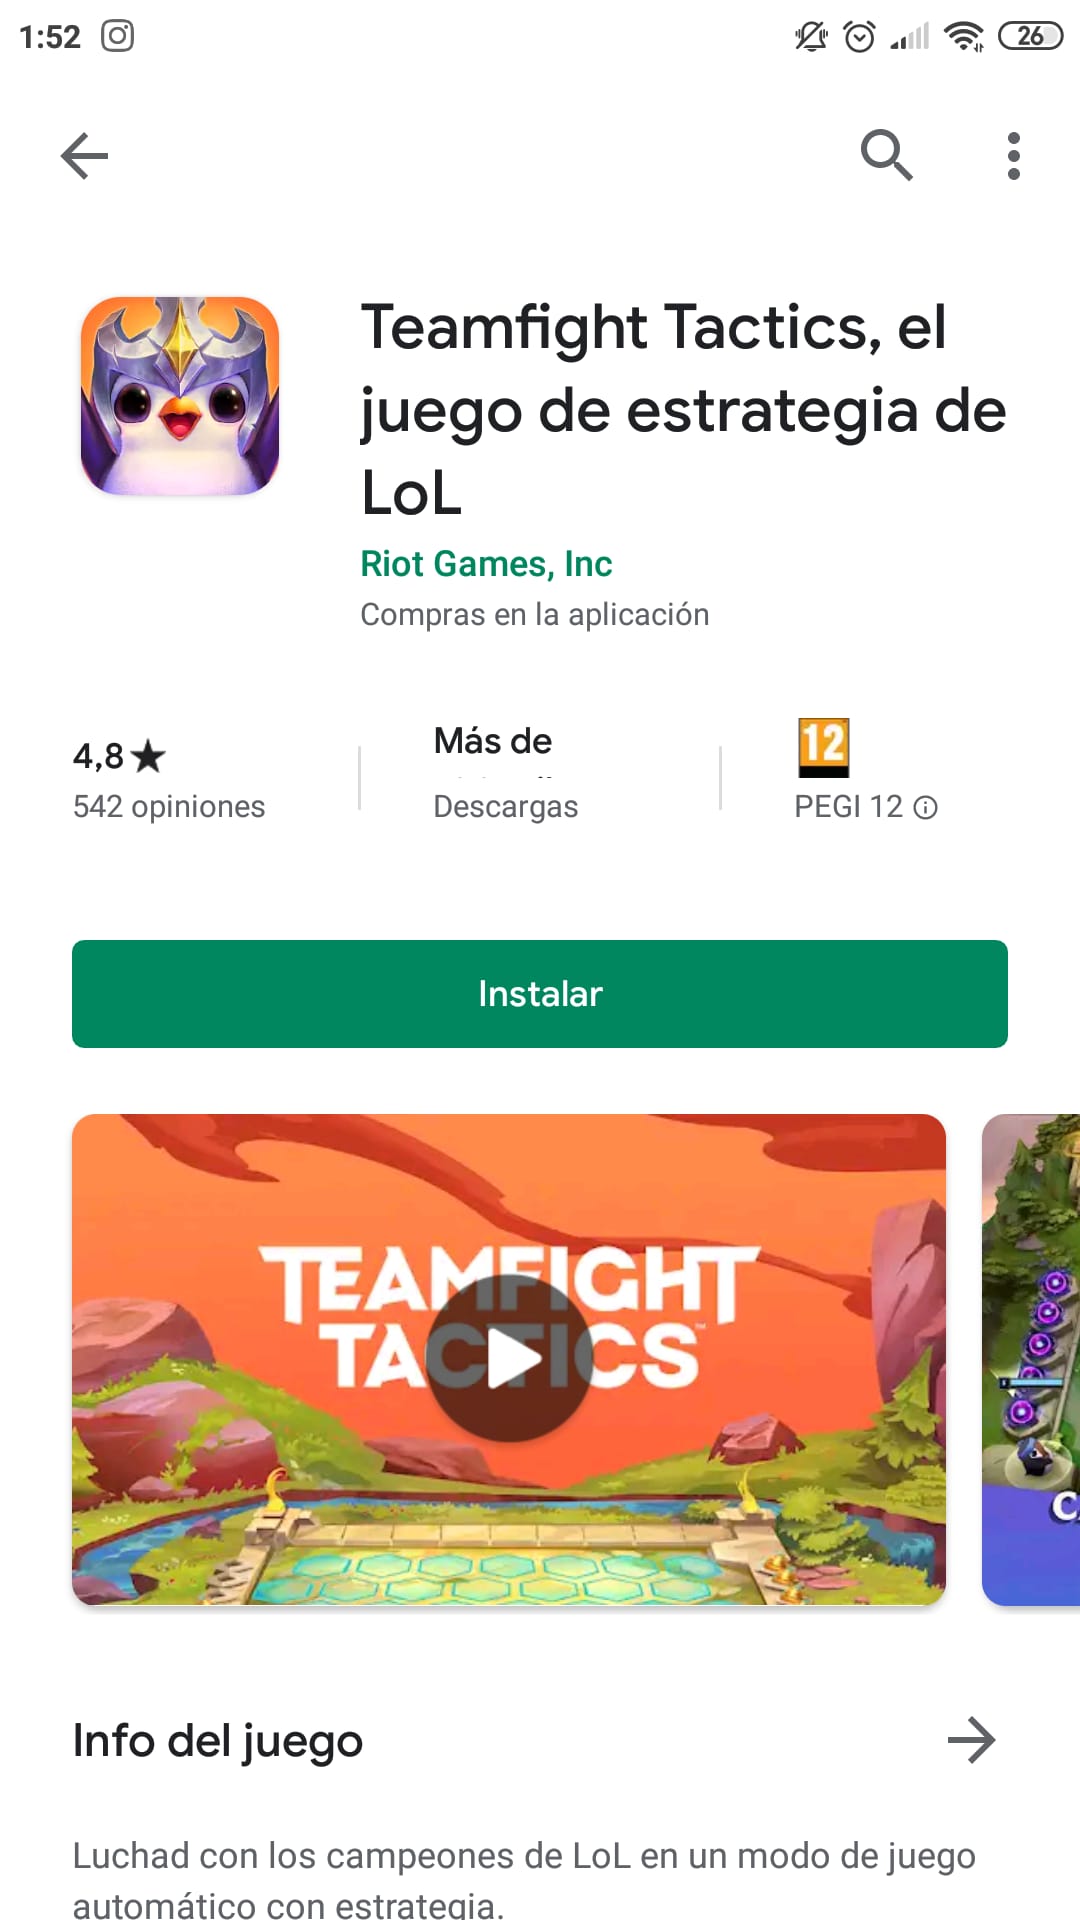 1:52
26
Teamfight Tactics, el
juego de estrategia de
LoL
Riot Games, Inc
Compras en la aplicación
4,8★
542 opiniones
Más de
Descargas
12
PEGI 12
Instalar
TEAMFIGHT
TACTICS™
C
Info del juego
Luchad con los campeones de LoL en un modo de juego
automático con estrategia.